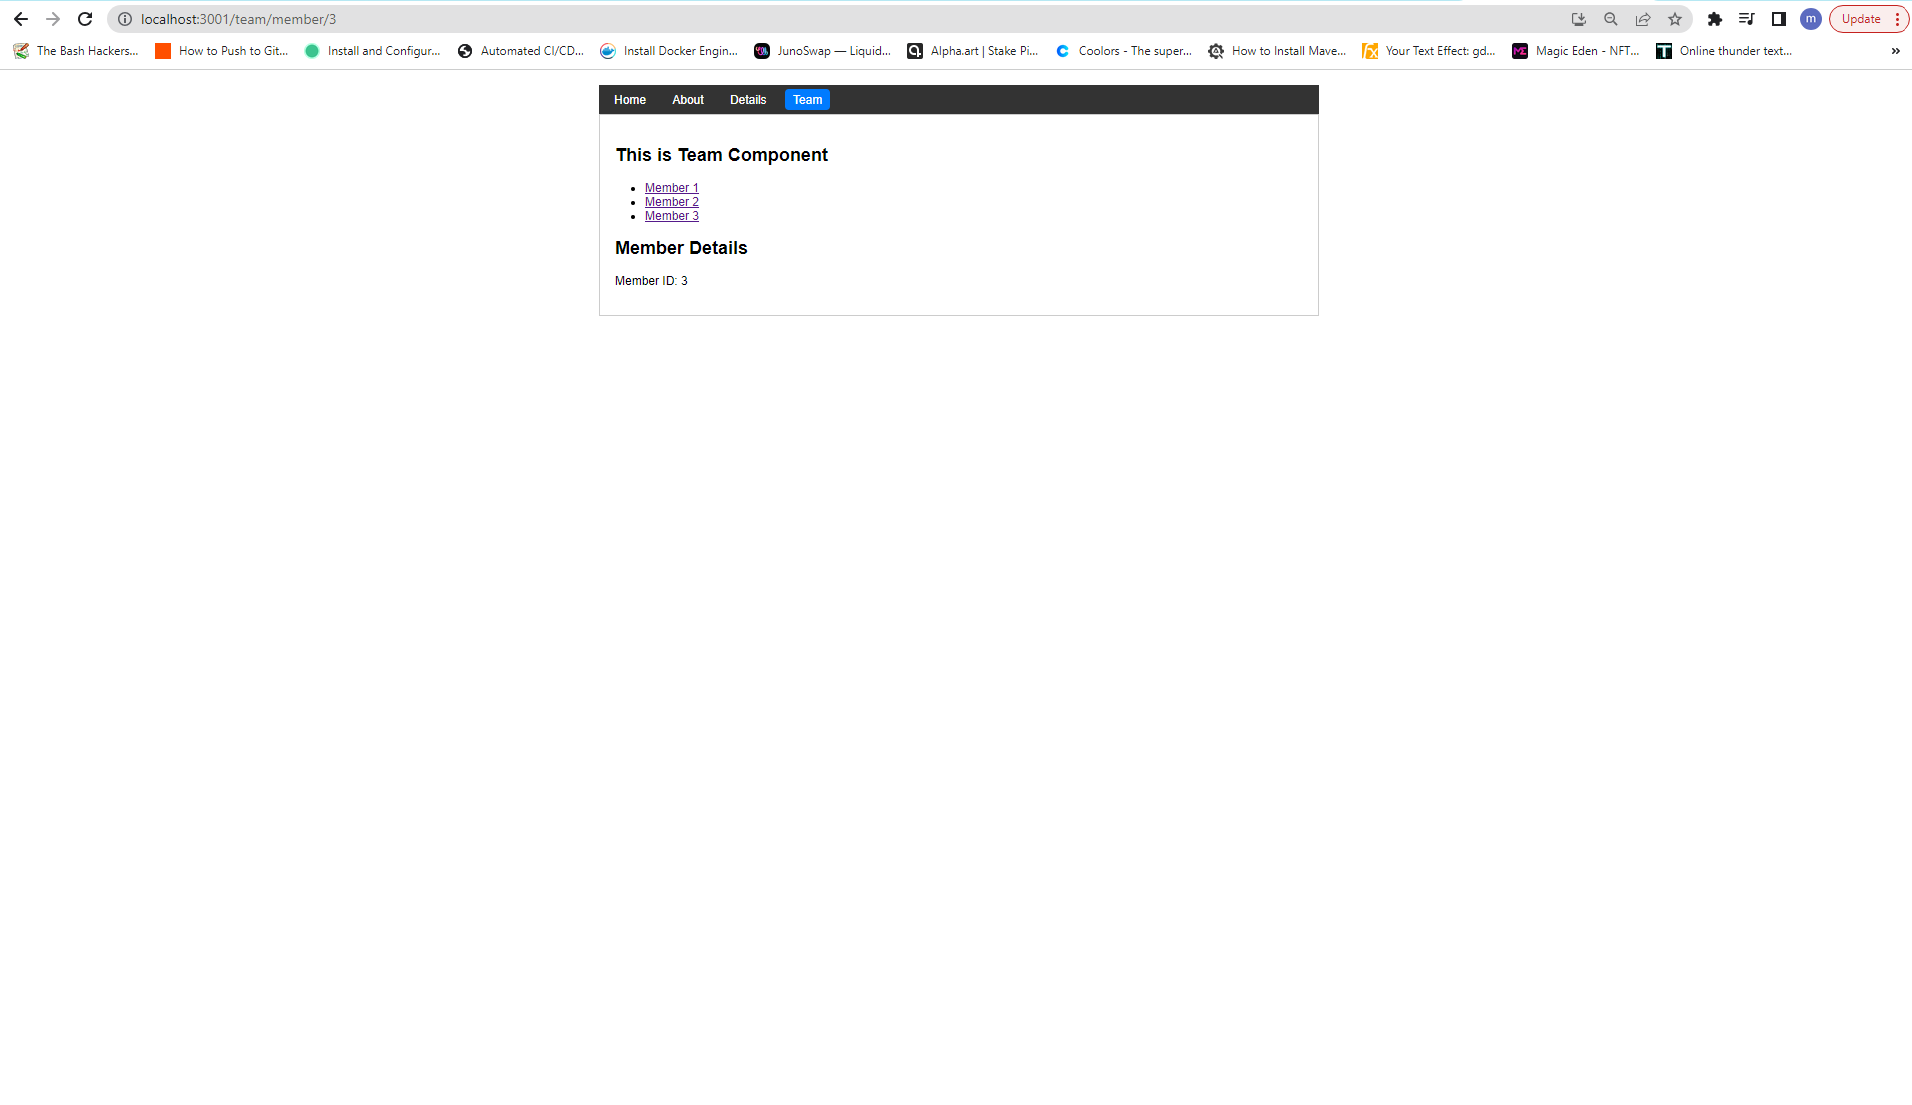 localhost:3001/team/member/3
m
Update
The Bash Hackers...
How to Push to Git...
Install and Configur...
Automated CI/CD...
Install Docker Engin...
JunoSwap — Liquid...
Alpha.art | Stake Pi...
Coolors - The super...
How to Install Mave...
Your Text Effect: gd...
Magic Eden - NFT...
Online thunder text...
»
Home About Details Team
This is Team Component
Member 1
Member 2
Member 3
Member Details
Member ID: 3